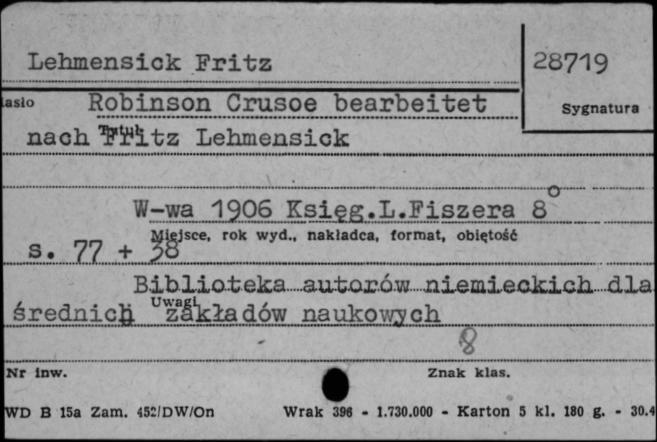 Lehmensick Fritz
28719
asło
Robinson Crusoe bearbeitet
Sygnatura
Tytuł
nach Fritz Lehmensick
W-wa 1906 Księg.L.Fiszera 8°
Miejsce, rok wyd., nakładca, format, objętość
s. 77 + 38
Biblioteka autorów niemieckich dla
Uwagi
średnich zakładów naukowych
8
Nr inw.
Znak klas.
WD B 15a Zam. 452/DW/On Wrak 396 - 1.730.000 - Karton 5 kl. 180 g. - 30.4